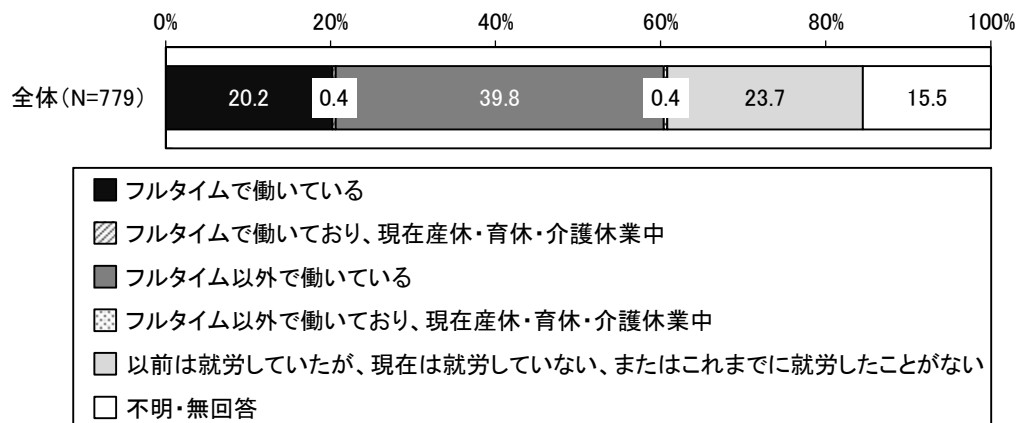 0% 20% 40% 60% 80% 100%
全体(N=779) 20.2 0.4 39.8 0.4 23.7 15.5
フルタイムで働いている
フルタイムで働いており、現在産休・育休・介護休業中
フルタイム以外で働いている
フルタイム以外で働いており、現在産休・育休・介護休業中
以前は就労していたが、現在は就労していない、またはこれまでに就労したことがない
不明・無回答